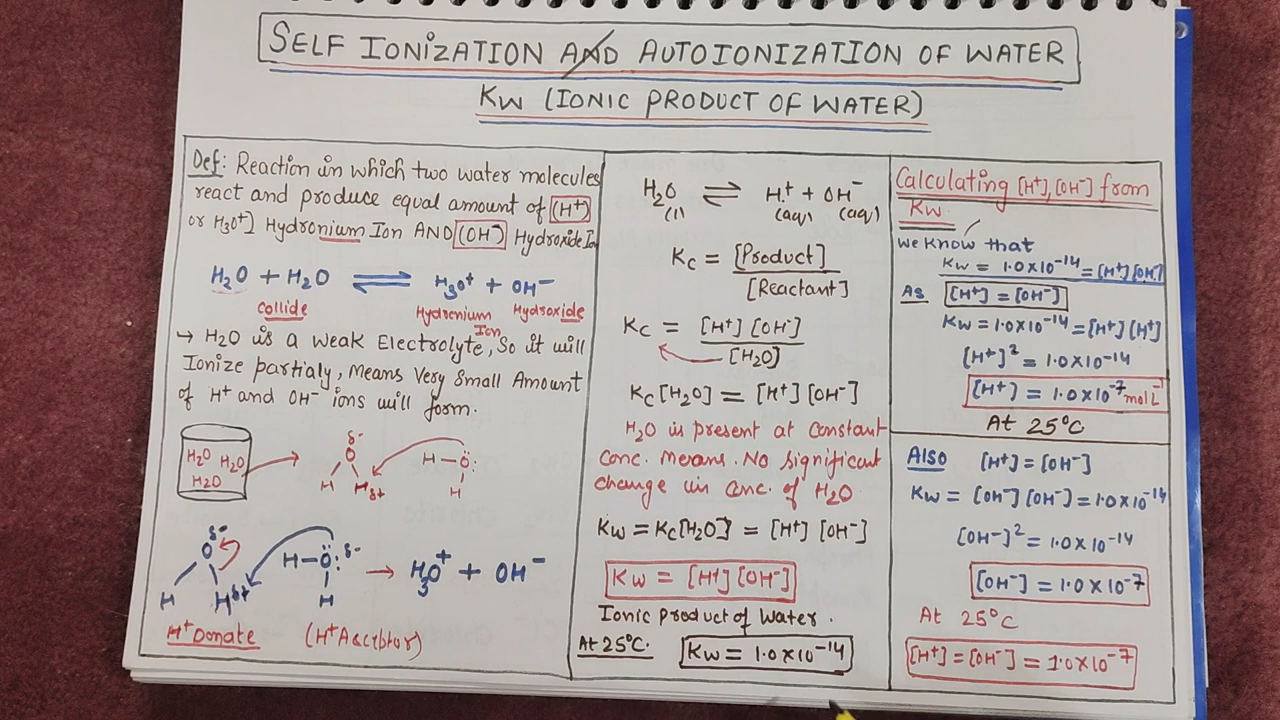 SELF IONIZATION AND AUTOIONIZATION OF WATER
KW (IONIC PRODUCT OF WATER)
Def: Reaction in which two water molecules
react and produce equal amount of (H+)
or H3O+) Hydronium Ion AND (OH-) Hydroxide Ion
H2O + H2O ⇌ H3O+ + OH-
collide Hydronium Ion Hydroxide
→ H2O is a weak Electrolyte, so it will
Ionize partialy, Means Very Small Amount
of H+ and OH- ions will form.
H2O H2O
H2O
δ-
O
H Hδ+
H-O:
H
δ-
O
H Hδ+
H-O: δ-
H
→ H3O+ + OH-
H+ Donate (H+ Acceptor)
H2O ⇌ H+ + OH-
(l) (aq) (aq)
Kc = [Product]
[Reactant]
Kc = [H+] [OH-]
[H2O]
Kc[H2O] = [H+] [OH-]
H2O is present at constant
conc. means. No significant
change in conc. of H2O
Kw = Kc[H2O] = [H+] [OH-]
Kw = [H+] [OH-]
Ionic product of Water.
At 25°C. Kw = 1.0×10-14
Calculating [H+], [OH-] from
Kw
we know that
Kw = 1.0×10-14 = [H+] [OH-]
As [H+] = [OH-]
Kw = 1.0×10-14 = [H+] [H+]
[H+]2 = 1.0×10-14
[H+] = 1.0×10-7 mol L-1
At 25°C
Also [H+] = [OH-]
Kw = [OH-] [OH-] = 1.0×10-14
[OH-]2 = 1.0×10-14
[OH-] = 1.0×10-7
At 25°C
[H+] = [OH-] = 1.0×10-7